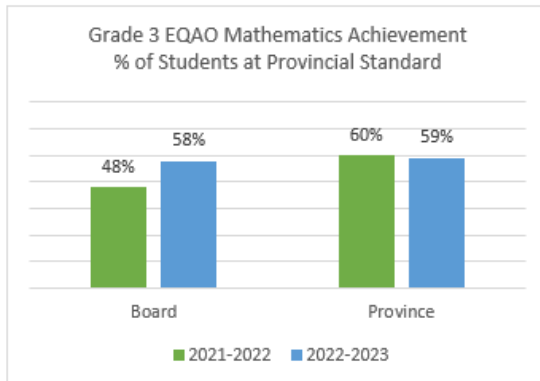 Grade 3 EQAO Mathematics Achievement
% of Students at Provincial Standard
48%
58%
60%
59%
Board
Province
2021-2022
2022-2023